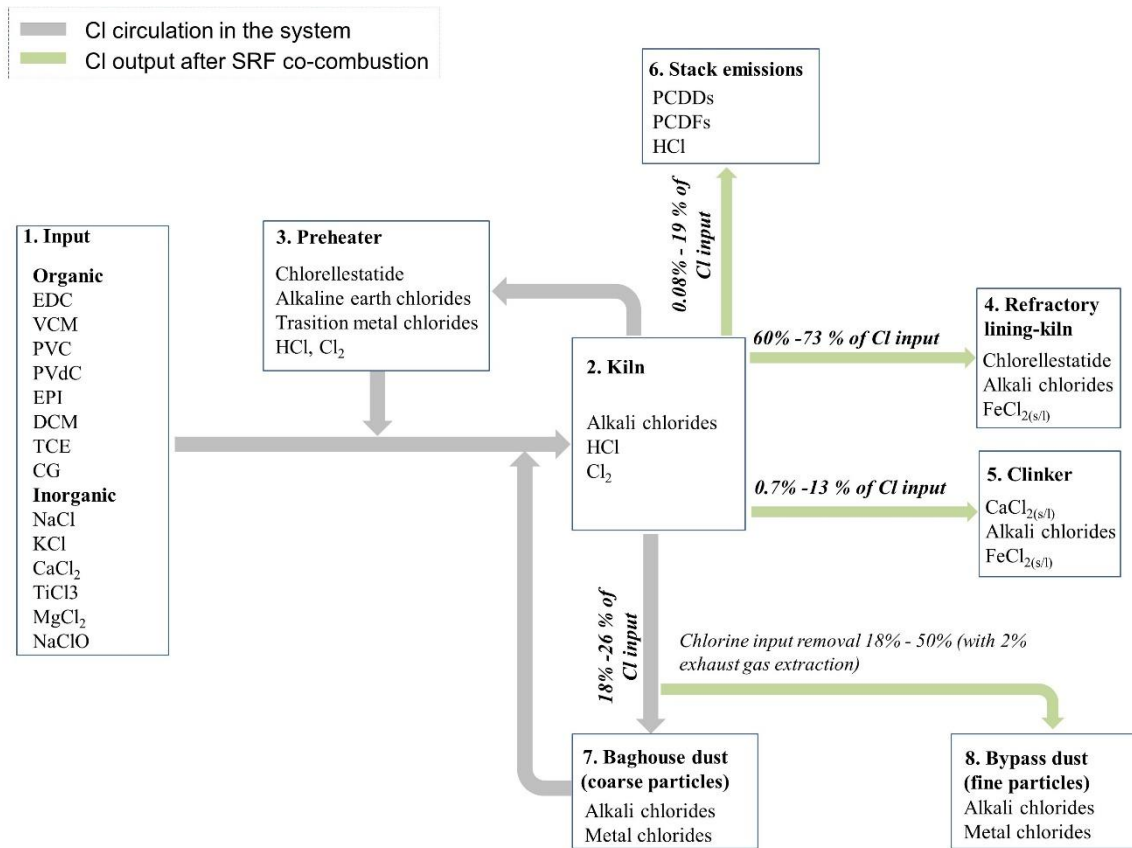 Cl circulation in the system
Cl output after SRF co-combustion
6. Stack emissions
PCDDs
PCDFs
HCl
0.08% - 19 % of
Cl input
1. Input
Organic
EDC
VCM
PVC
PVdC
EPI
DCM
TCE
CG
Inorganic
NaCl
KCl
CaCl₂
TiCl3
MgCl₂
NaClO
3. Preheater
Chlorellestatide
Alkaline earth chlorides
Trasition metal chlorides
HCl, Cl₂
2. Kiln
Alkali chlorides
HCl
Cl₂
60% -73 % of Cl input
4. Refractory
lining-kiln
Chlorellestatide
Alkali chlorides
FeCl₂(s/l)
0.7% -13 % of Cl input
5. Clinker
CaCl₂(s/l)
Alkali chlorides
FeCl₂(s/l)
18% -26 % of
Cl input
Chlorine input removal 18% - 50% (with 2%
exhaust gas extraction)
7. Baghouse dust
(coarse particles)
Alkali chlorides
Metal chlorides
8. Bypass dust
(fine particles)
Alkali chlorides
Metal chlorides